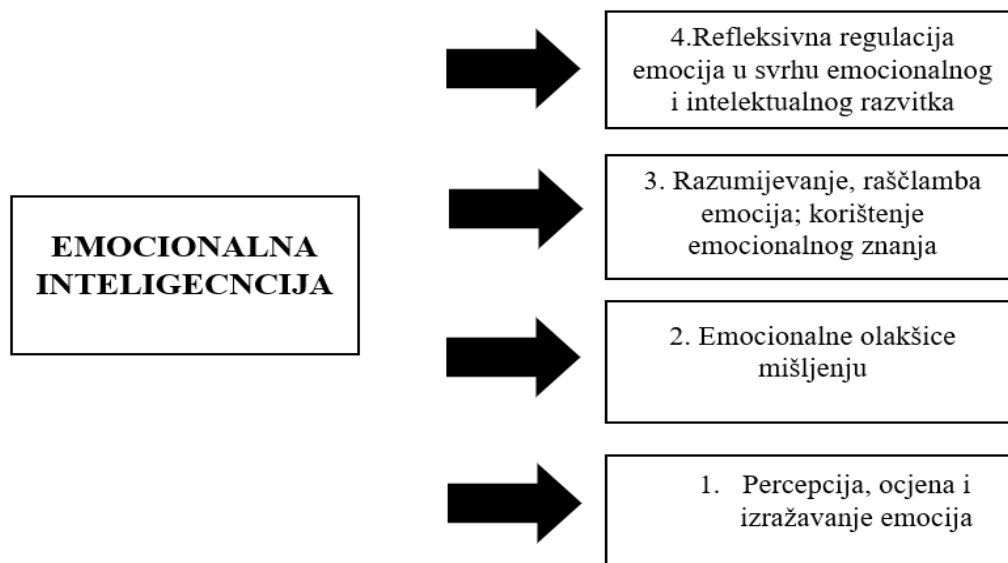 EMOCIONALNA
INTELIGECNCIJA
4.Refleksivna regulacija
emocija u svrhu emocionalnog
i intelektualnog razvitka
3. Razumijevanje, raščlamba
emocija; korištenje
emocionalnog znanja
2. Emocionalne olakšice
mišljenju
1. Percepcija, ocjena i
izražavanje emocija